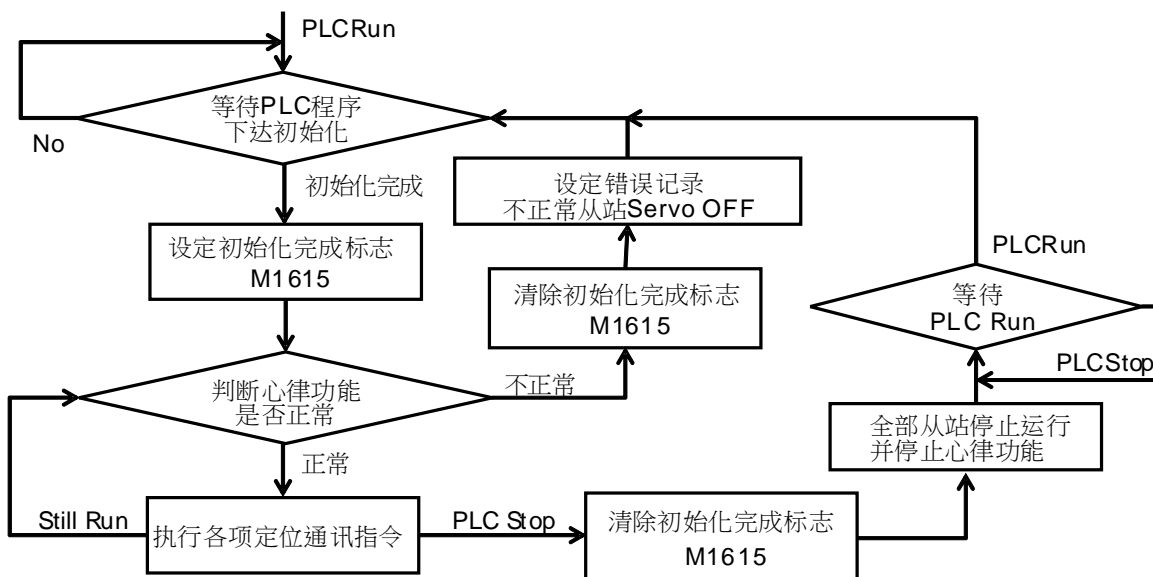 PLCRun
等待PLC程序
下达初始化
No
初始化完成
设定错误记录
不正常从站Servo OFF
设定初始化完成标志
M1615
PLCRun
清除初始化完成标志
M1615
等待
PLC Run
判断心律功能
是否正常
不正常
PLCStop
全部从站停止运行
并停止心律功能
正常
Still Run
执行各项定位通讯指令
PLC Stop
清除初始化完成标志
M1615